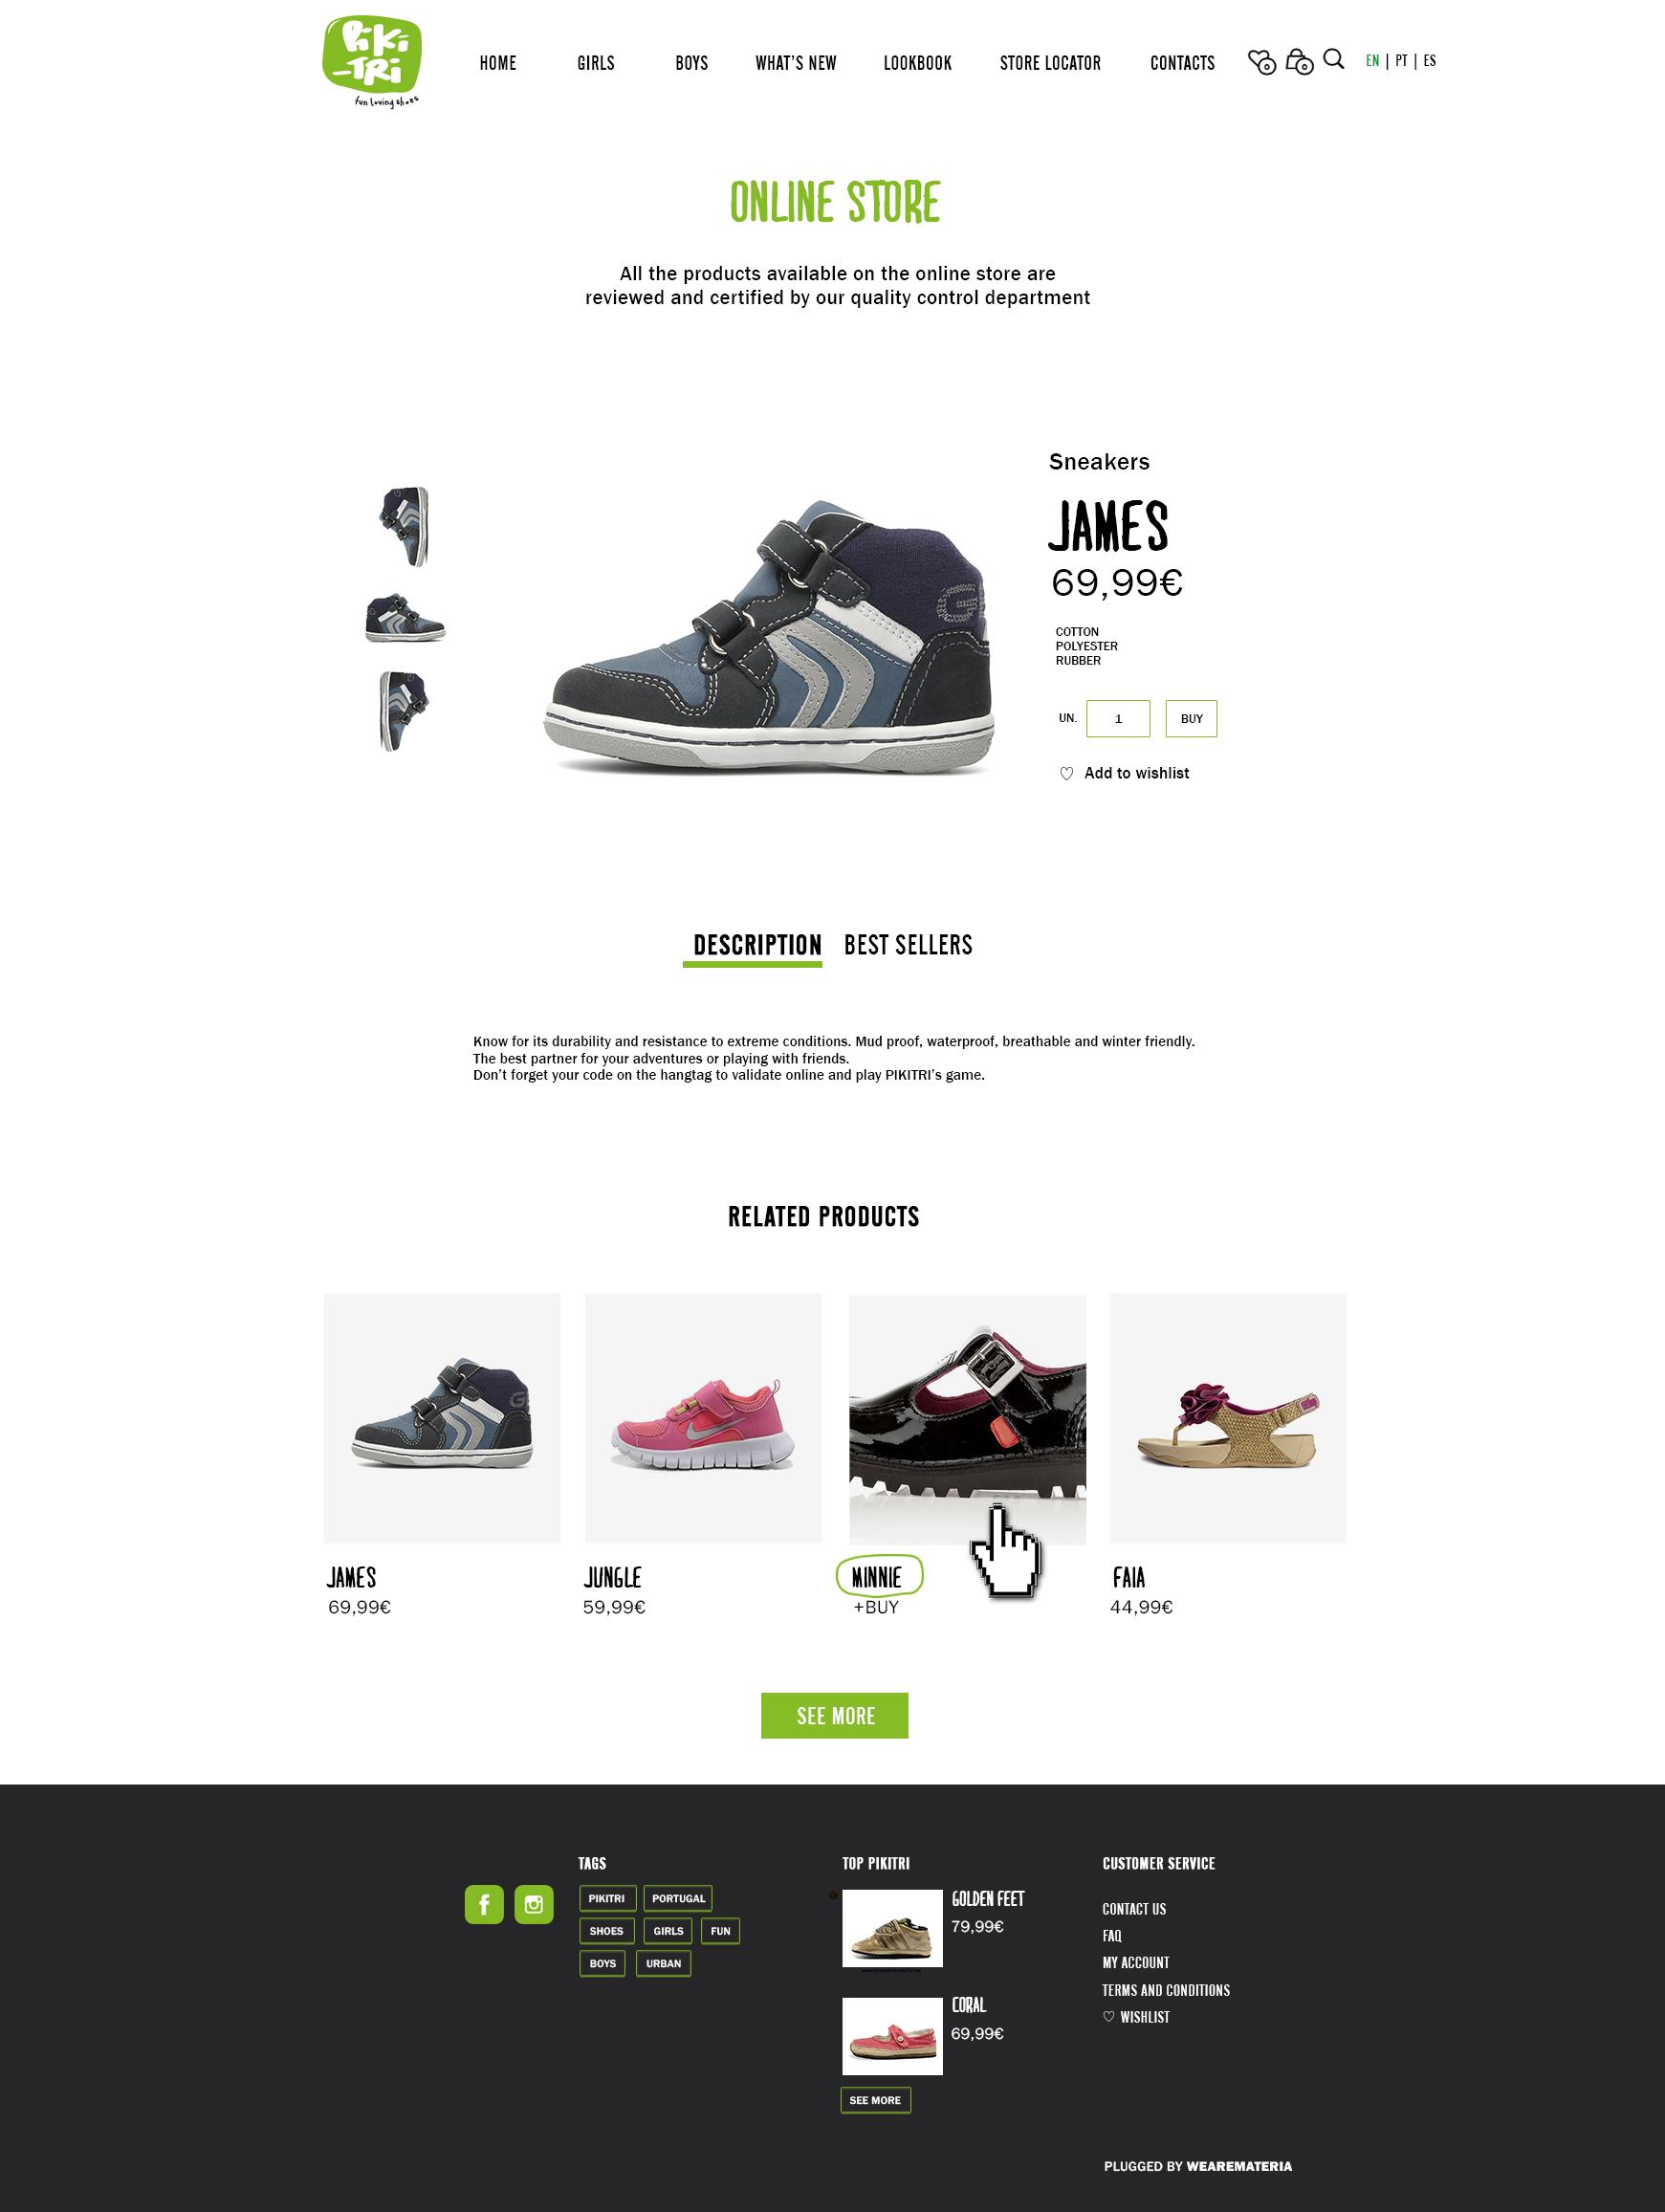 PiKi
-TRi
fun loving shoes
HOME GIRLS BOYS WHAT'S NEW LOOKBOOK STORE LOCATOR CONTACTS 0 0 EN | PT | ES
ONLINE STORE
All the products available on the online store are
reviewed and certified by our quality control department
Sneakers
JAMES
69,99€
COTTON
POLYESTER
RUBBER
UN. 1 BUY
♡ Add to wishlist
DESCRIPTION BEST SELLERS
Know for its durability and resistance to extreme conditions. Mud proof, waterproof, breathable and winter friendly.
The best partner for your adventures or playing with friends.
Don't forget your code on the hangtag to validate online and play PIKITRI's game.
RELATED PRODUCTS
JAMES
69,99€
JUNGLE
59,99€
MINNIE
+BUY
FAIA
44,99€
SEE MORE
TAGS
PIKITRI PORTUGAL
SHOES GIRLS FUN
BOYS URBAN
TOP PIKITRI
GOLDEN FEET
79,99€
CORAL
69,99€
SEE MORE
CUSTOMER SERVICE
CONTACT US
FAQ
MY ACCOUNT
TERMS AND CONDITIONS
♡ WISHLIST
PLUGGED BY WEAREMATERIA